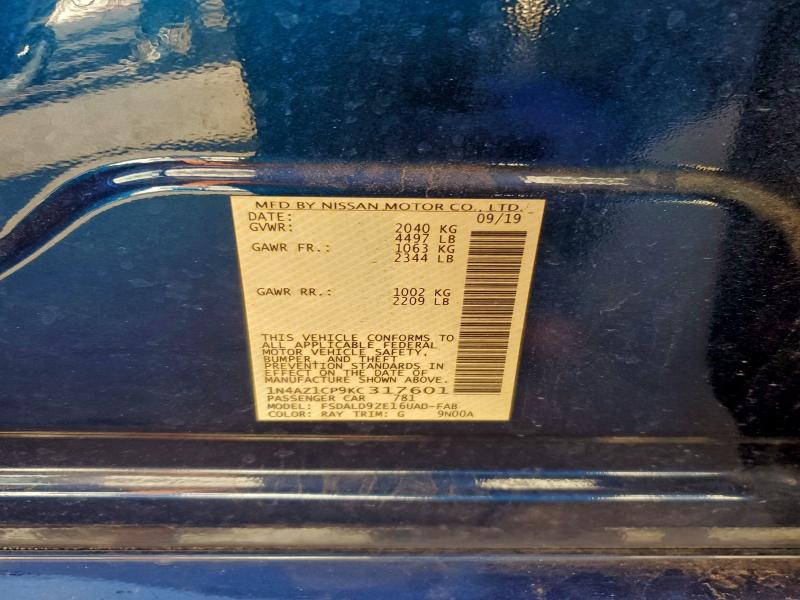 MFD BY NISSAN MOTOR CO., LTD.
DATE: 09/19
GVWR: 2040 KG
4497 LB
GAWR FR.: 1063 KG
2344 LB
GAWR RR.: 1002 KG
2209 LB
THIS VEHICLE CONFORMS TO
ALL APPLICABLE FEDERAL
MOTOR VEHICLE SAFETY,
BUMPER, AND THEFT
PREVENTION STANDARDS IN
EFFECT ON THE DATE OF
MANUFACTURE SHOWN ABOVE.
1N4AZ1CP9KC317601
PASSENGER CAR /81
MODEL: FSDALD9ZE16UAD-FAB
COLOR: RAY TRIM: G 9N00A